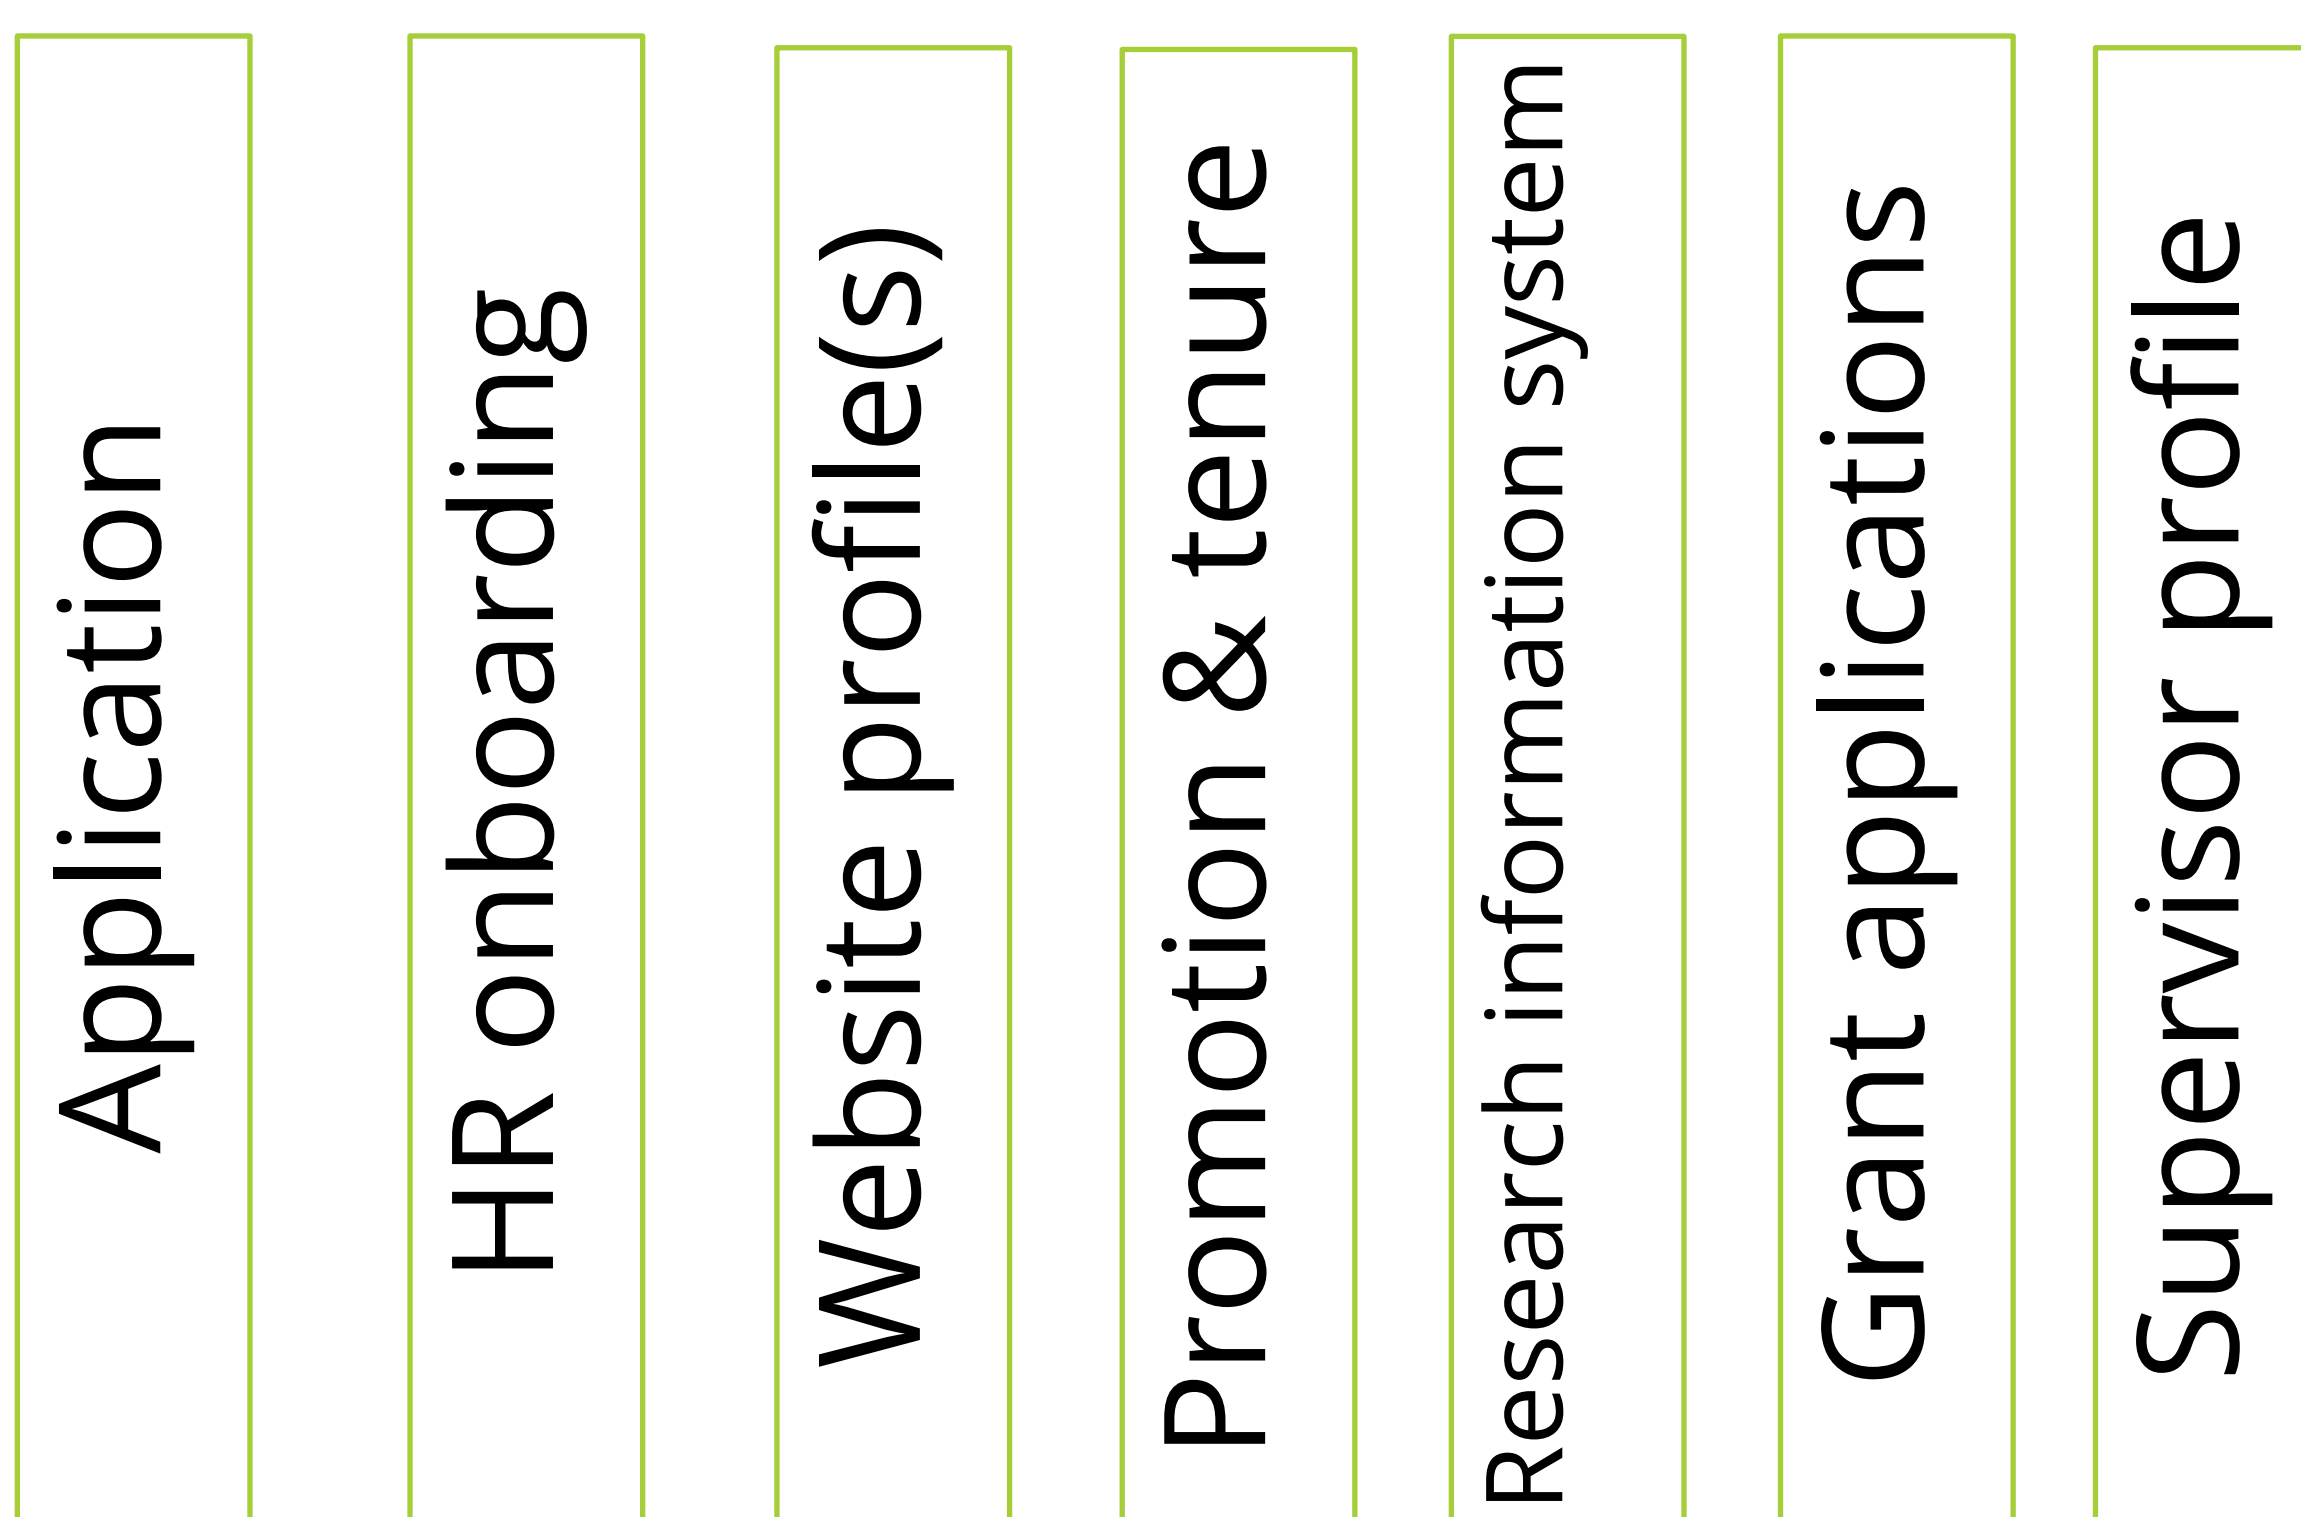 Application
HR onboarding
Website profile(s)
Promotion & tenure
Research information system
Grant applications
Supervisor profile